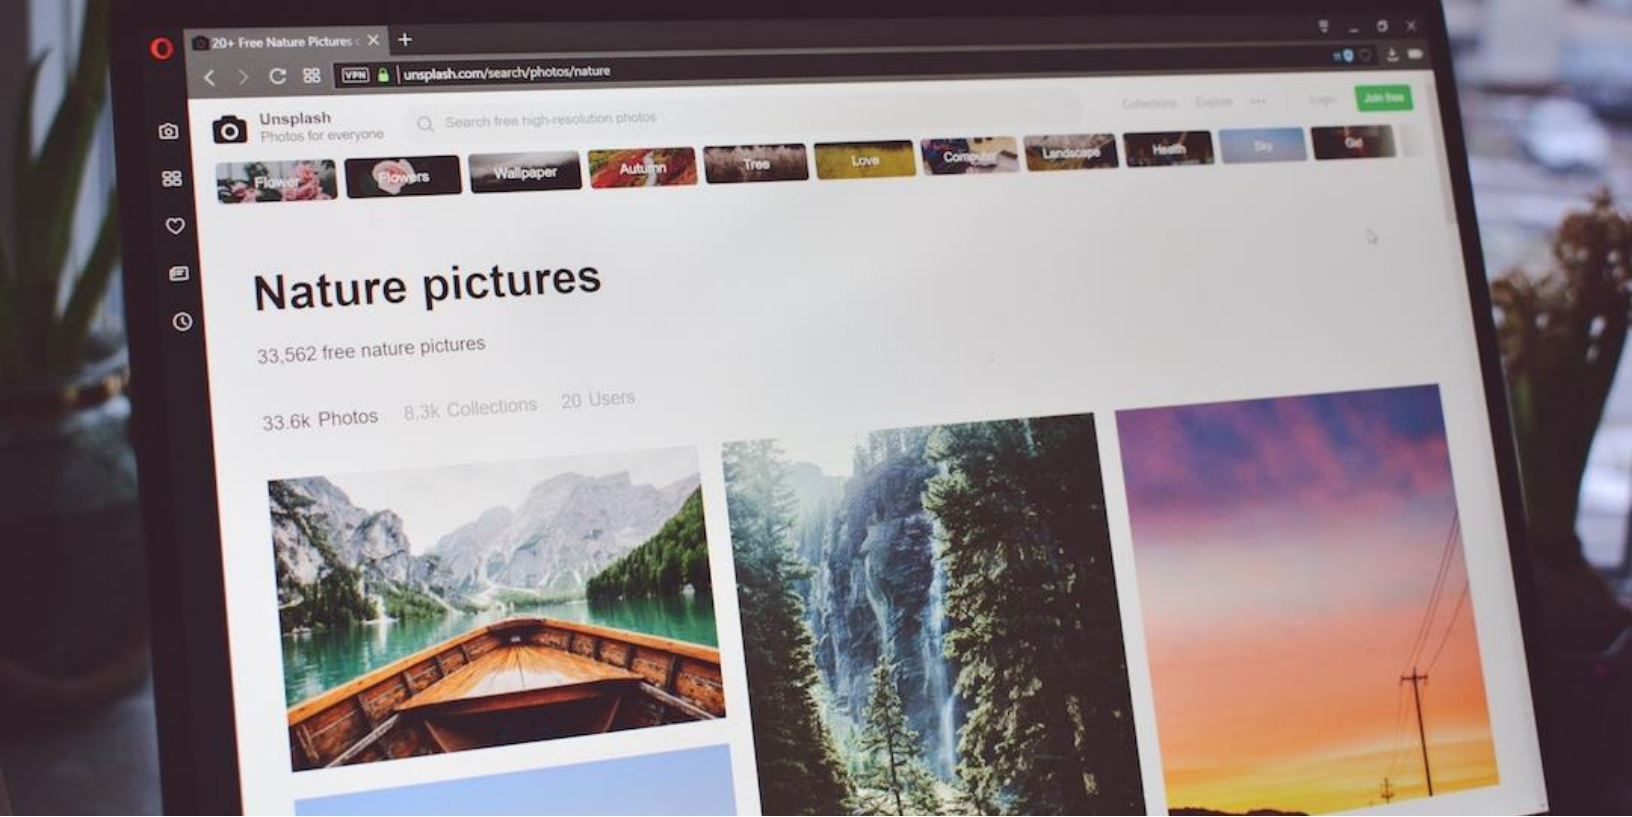 20+ Free Nature Pictures
VPN
unsplash.com/search/photos/nature
Unsplash
Photos for everyone
Search free high-resolution photos
Collections
Explore
Login
Join free
Flower
Flowers
Wallpaper
Autumn
Tree
Love
Computer
Landscape
Health
Sky
Girl
Nature pictures
33,562 free nature pictures
33.6k Photos
8.3k Collections
20 Users